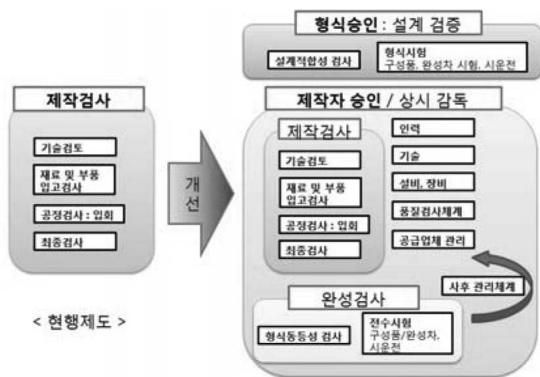 형식승인 : 설계 검증
설계적합성 검사
형식시험
구성품, 완성차 시험, 시운전
제작검사
기술검토
재료 및 부품
입고검사
공정검사 : 입회
최종검사
< 현행제도 >
개
선
제작자 승인 / 상시 감독
제작검사
기술검토
재료 및 부품
입고검사
공정검사 : 입회
최종검사
인력
기술
설비, 장비
품질검사체계
공급업체 관리
사후 관리체계
완성검사
형식동등성 검사
전수시험
구성품/완성차,
시운전